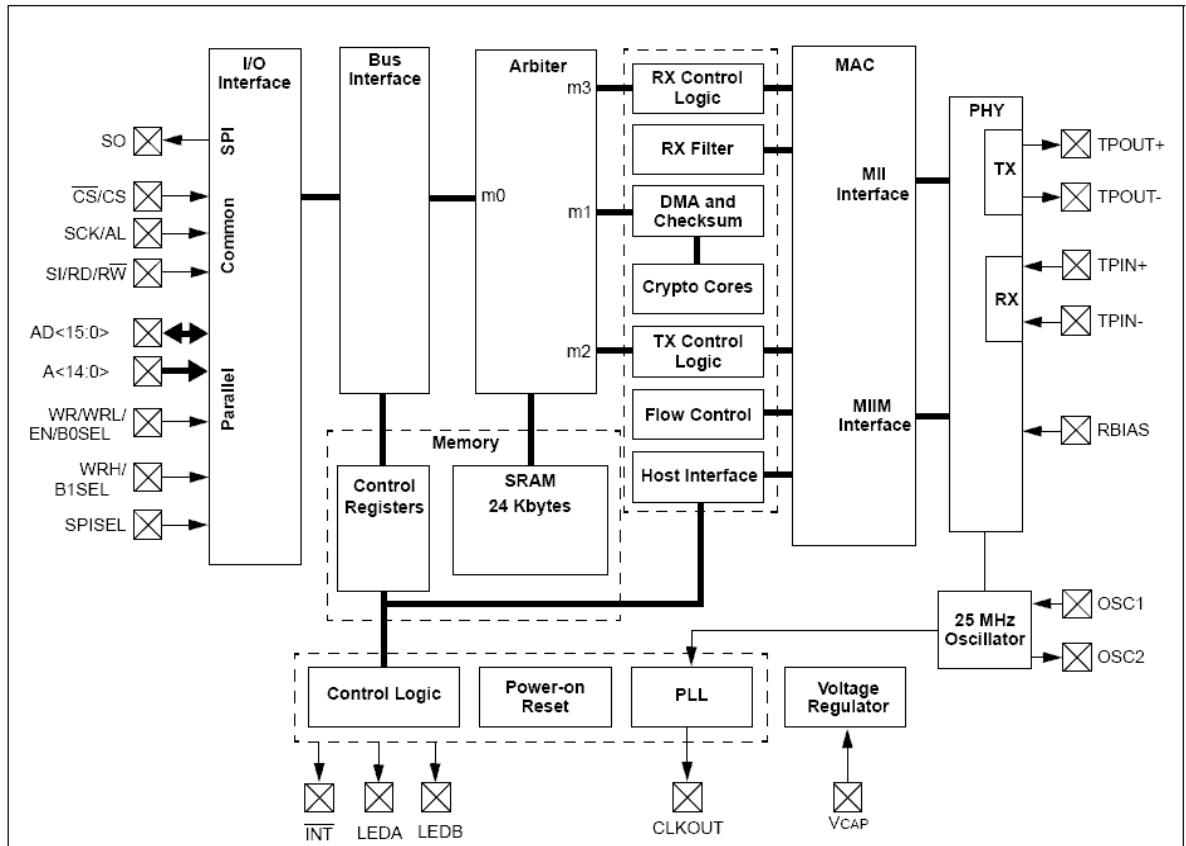 I/O
Interface
SPI
Common
Parallel
SO
C̅S̅/CS
SCK/AL
SI/RD/RW̅
AD<15:0>
A<14:0>
WR/WRL/
EN/B0SEL
WRH/
B1SEL
SPISEL
Bus
Interface
Arbiter
m0
m3
m1
m2
RX Control
Logic
RX Filter
DMA and
Checksum
Crypto Cores
TX Control
Logic
Flow Control
Host Interface
MAC
MII
Interface
MIIM
Interface
PHY
TX
RX
TPOUT+
TPOUT-
TPIN+
TPIN-
RBIAS
Memory
Control
Registers
SRAM
24 Kbytes
25 MHz
Oscillator
OSC1
OSC2
Control Logic
Power-on
Reset
PLL
Voltage
Regulator
I̅N̅T̅
LEDA
LEDB
CLKOUT
VCAP